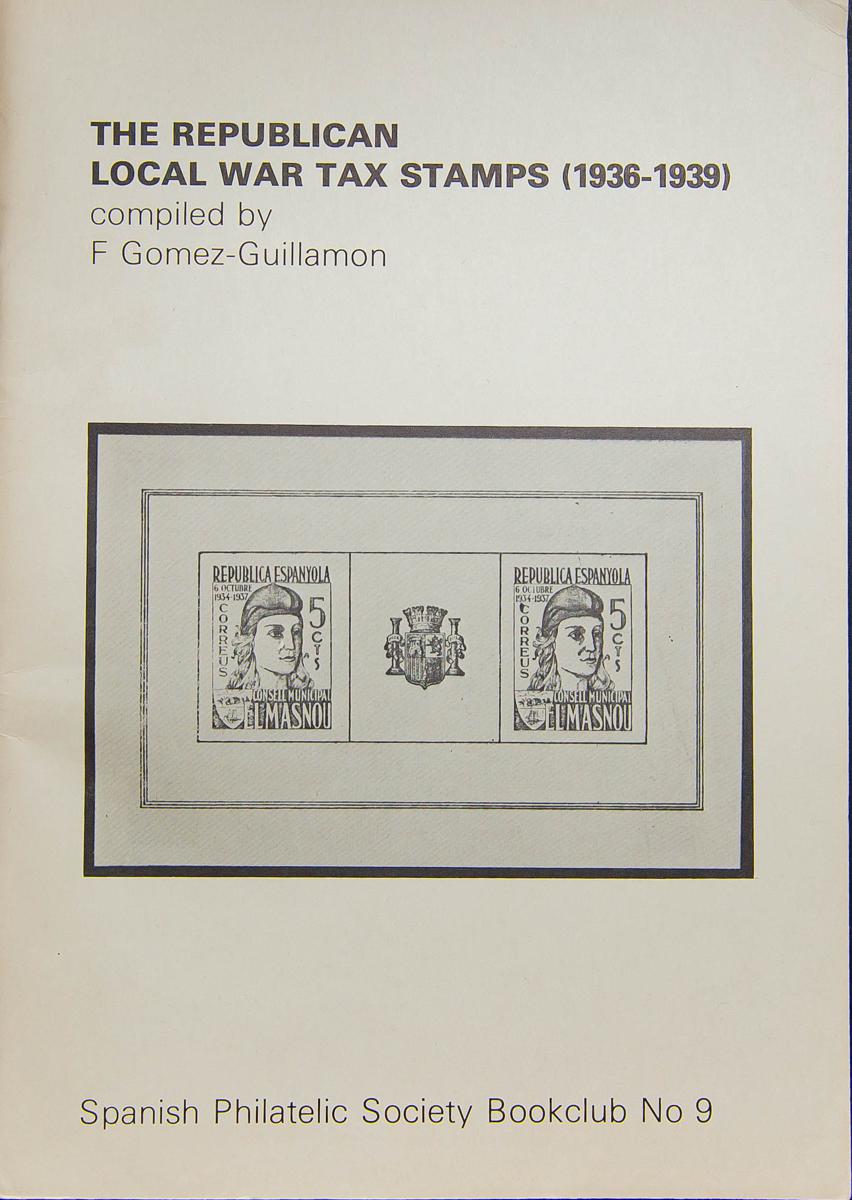 THE REPUBLICAN
LOCAL WAR TAX STAMPS (1936-1939)
compiled by
F Gomez-Guillamon
REPUBLICA ESPANYOLA
6 OCTUBRE
1934-1937
CORREUS
5
CTS
CONSELL MUNICIPAL
EL MASNOU
REPUBLICA ESPANYOLA
6 OCTUBRE
1934-1937
CORREUS
5
CTS
CONSELL MUNICIPAL
EL MASNOU
Spanish Philatelic Society Bookclub No 9